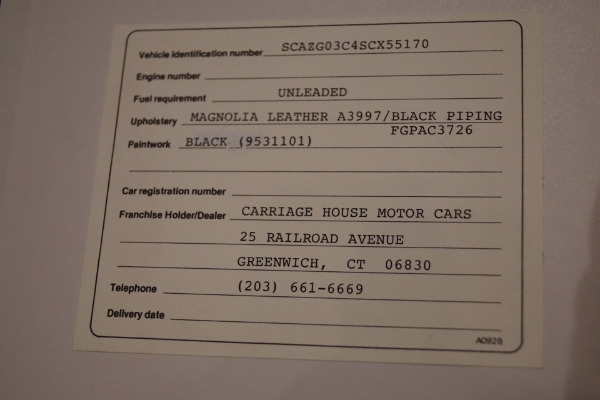 Vehicle identification number SCAZG03C4SCX55170
Engine number
Fuel requirement UNLEADED
Upholstery MAGNOLIA LEATHER A3997/BLACK PIPING
FGPAC3726
Paintwork BLACK (9531101)
Car registration number
Franchise Holder/Dealer CARRIAGE HOUSE MOTOR CARS
25 RAILROAD AVENUE
GREENWICH, CT 06830
Telephone (203) 661-6669
Delivery date
A0928